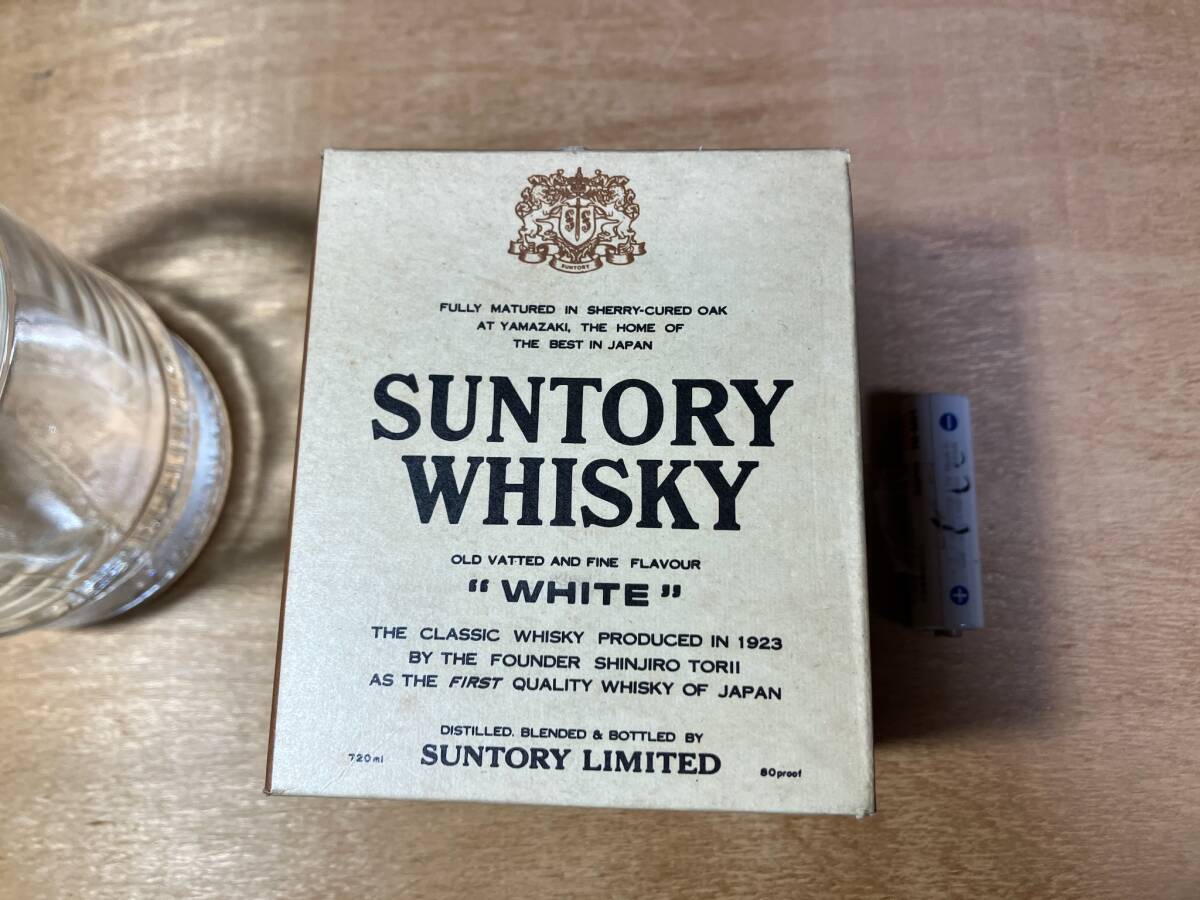 SUNTORY
FULLY MATURED IN SHERRY-CURED OAK
AT YAMAZAKI, THE HOME OF
THE BEST IN JAPAN
SUNTORY
WHISKY
OLD VATTED AND FINE FLAVOUR
"WHITE"
THE CLASSIC WHISKY PRODUCED IN 1923
BY THE FOUNDER SHINJIRO TORII
AS THE FIRST QUALITY WHISKY OF JAPAN
DISTILLED, BLENDED & BOTTLED BY
720ml SUNTORY LIMITED 80proof